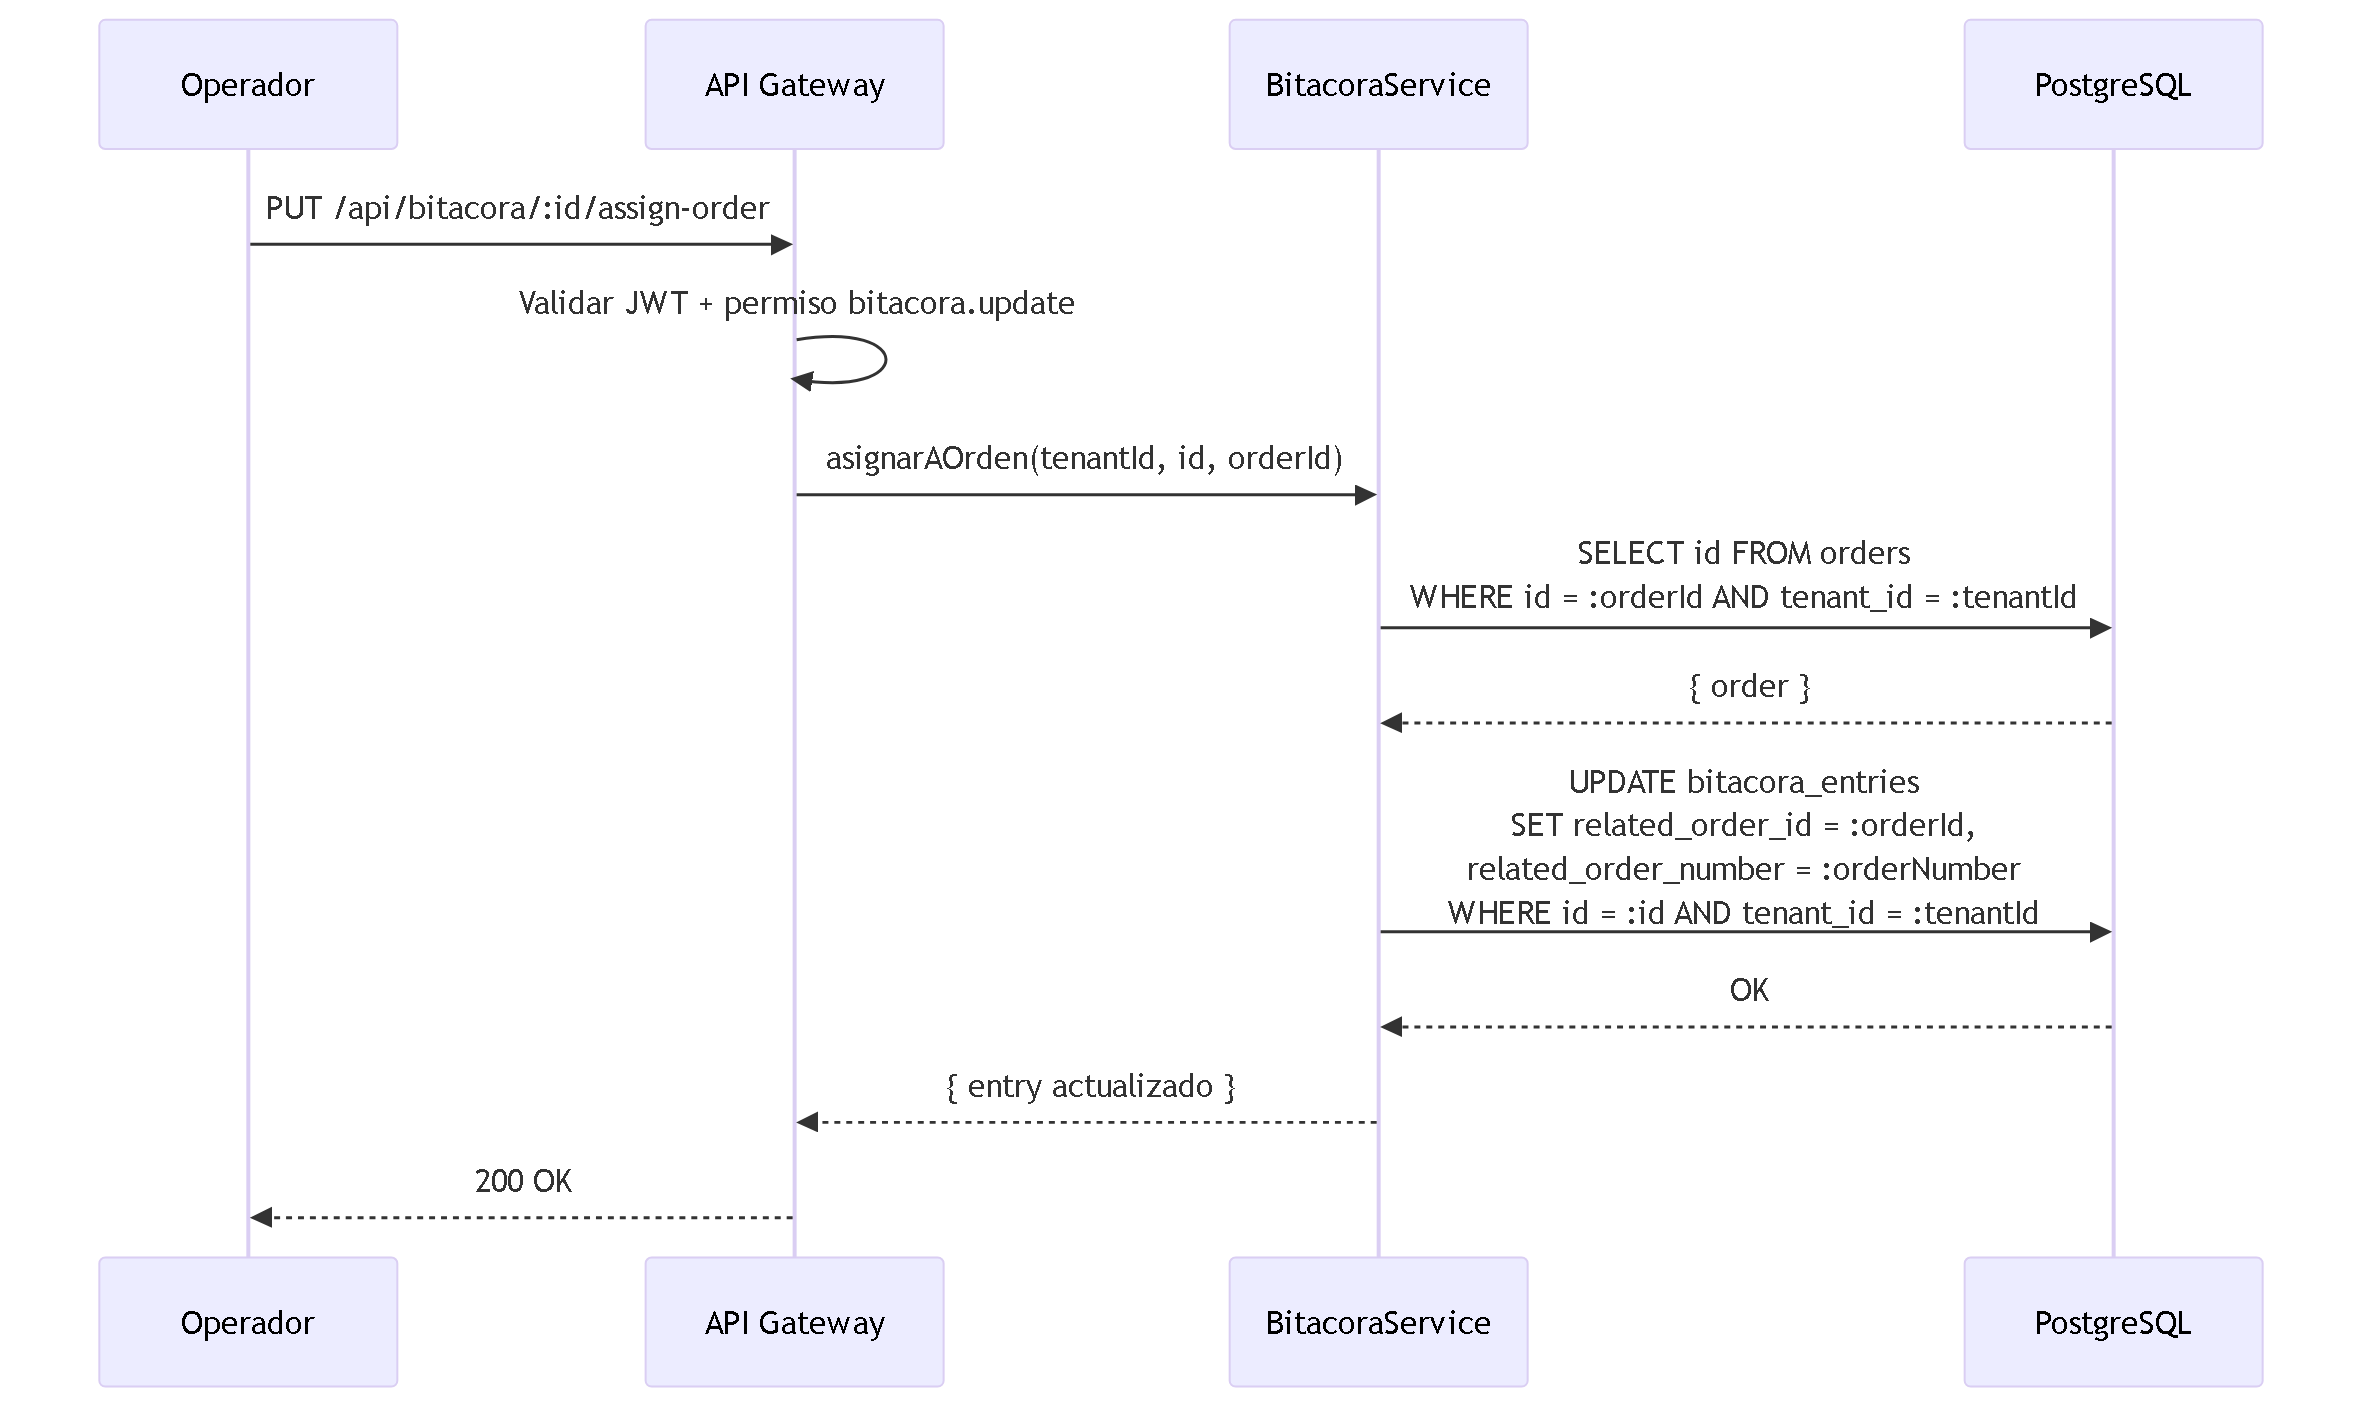 Operador
API Gateway
BitacoraService
PostgreSQL
PUT /api/bitacora/:id/assign-order
Validar JWT + permiso bitacora.update
asignarAOrden(tenantId, id, orderId)
SELECT id FROM orders
WHERE id = :orderId AND tenant_id = :tenantId
{ order }
UPDATE bitacora_entries
SET related_order_id = :orderId,
related_order_number = :orderNumber
WHERE id = :id AND tenant_id = :tenantId
OK
{ entry actualizado }
200 OK
Operador
API Gateway
BitacoraService
PostgreSQL